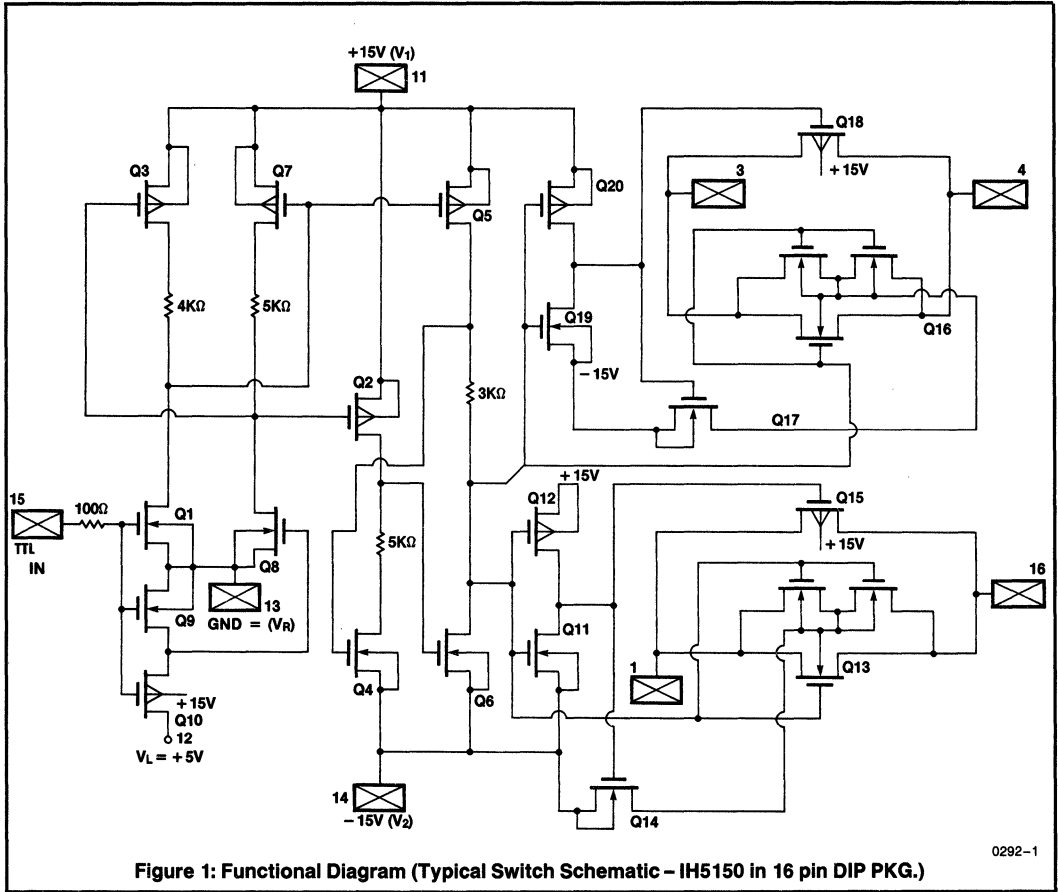 +15V (V1)
11
Q3
Q7
Q5
Q20
Q18
+15V
3
4
4KΩ
5KΩ
Q19
-15V
Q16
Q2
3KΩ
Q17
15
100Ω
TTL
IN
Q1
Q8
Q9
13
GND = (VR)
+15V
Q10
12
VL = +5V
5KΩ
Q4
Q6
+15V
Q12
Q11
Q15
+15V
16
1
Q13
14
-15V (V2)
Q14
0292-1
Figure 1: Functional Diagram (Typical Switch Schematic – IH5150 in 16 pin DIP PKG.)